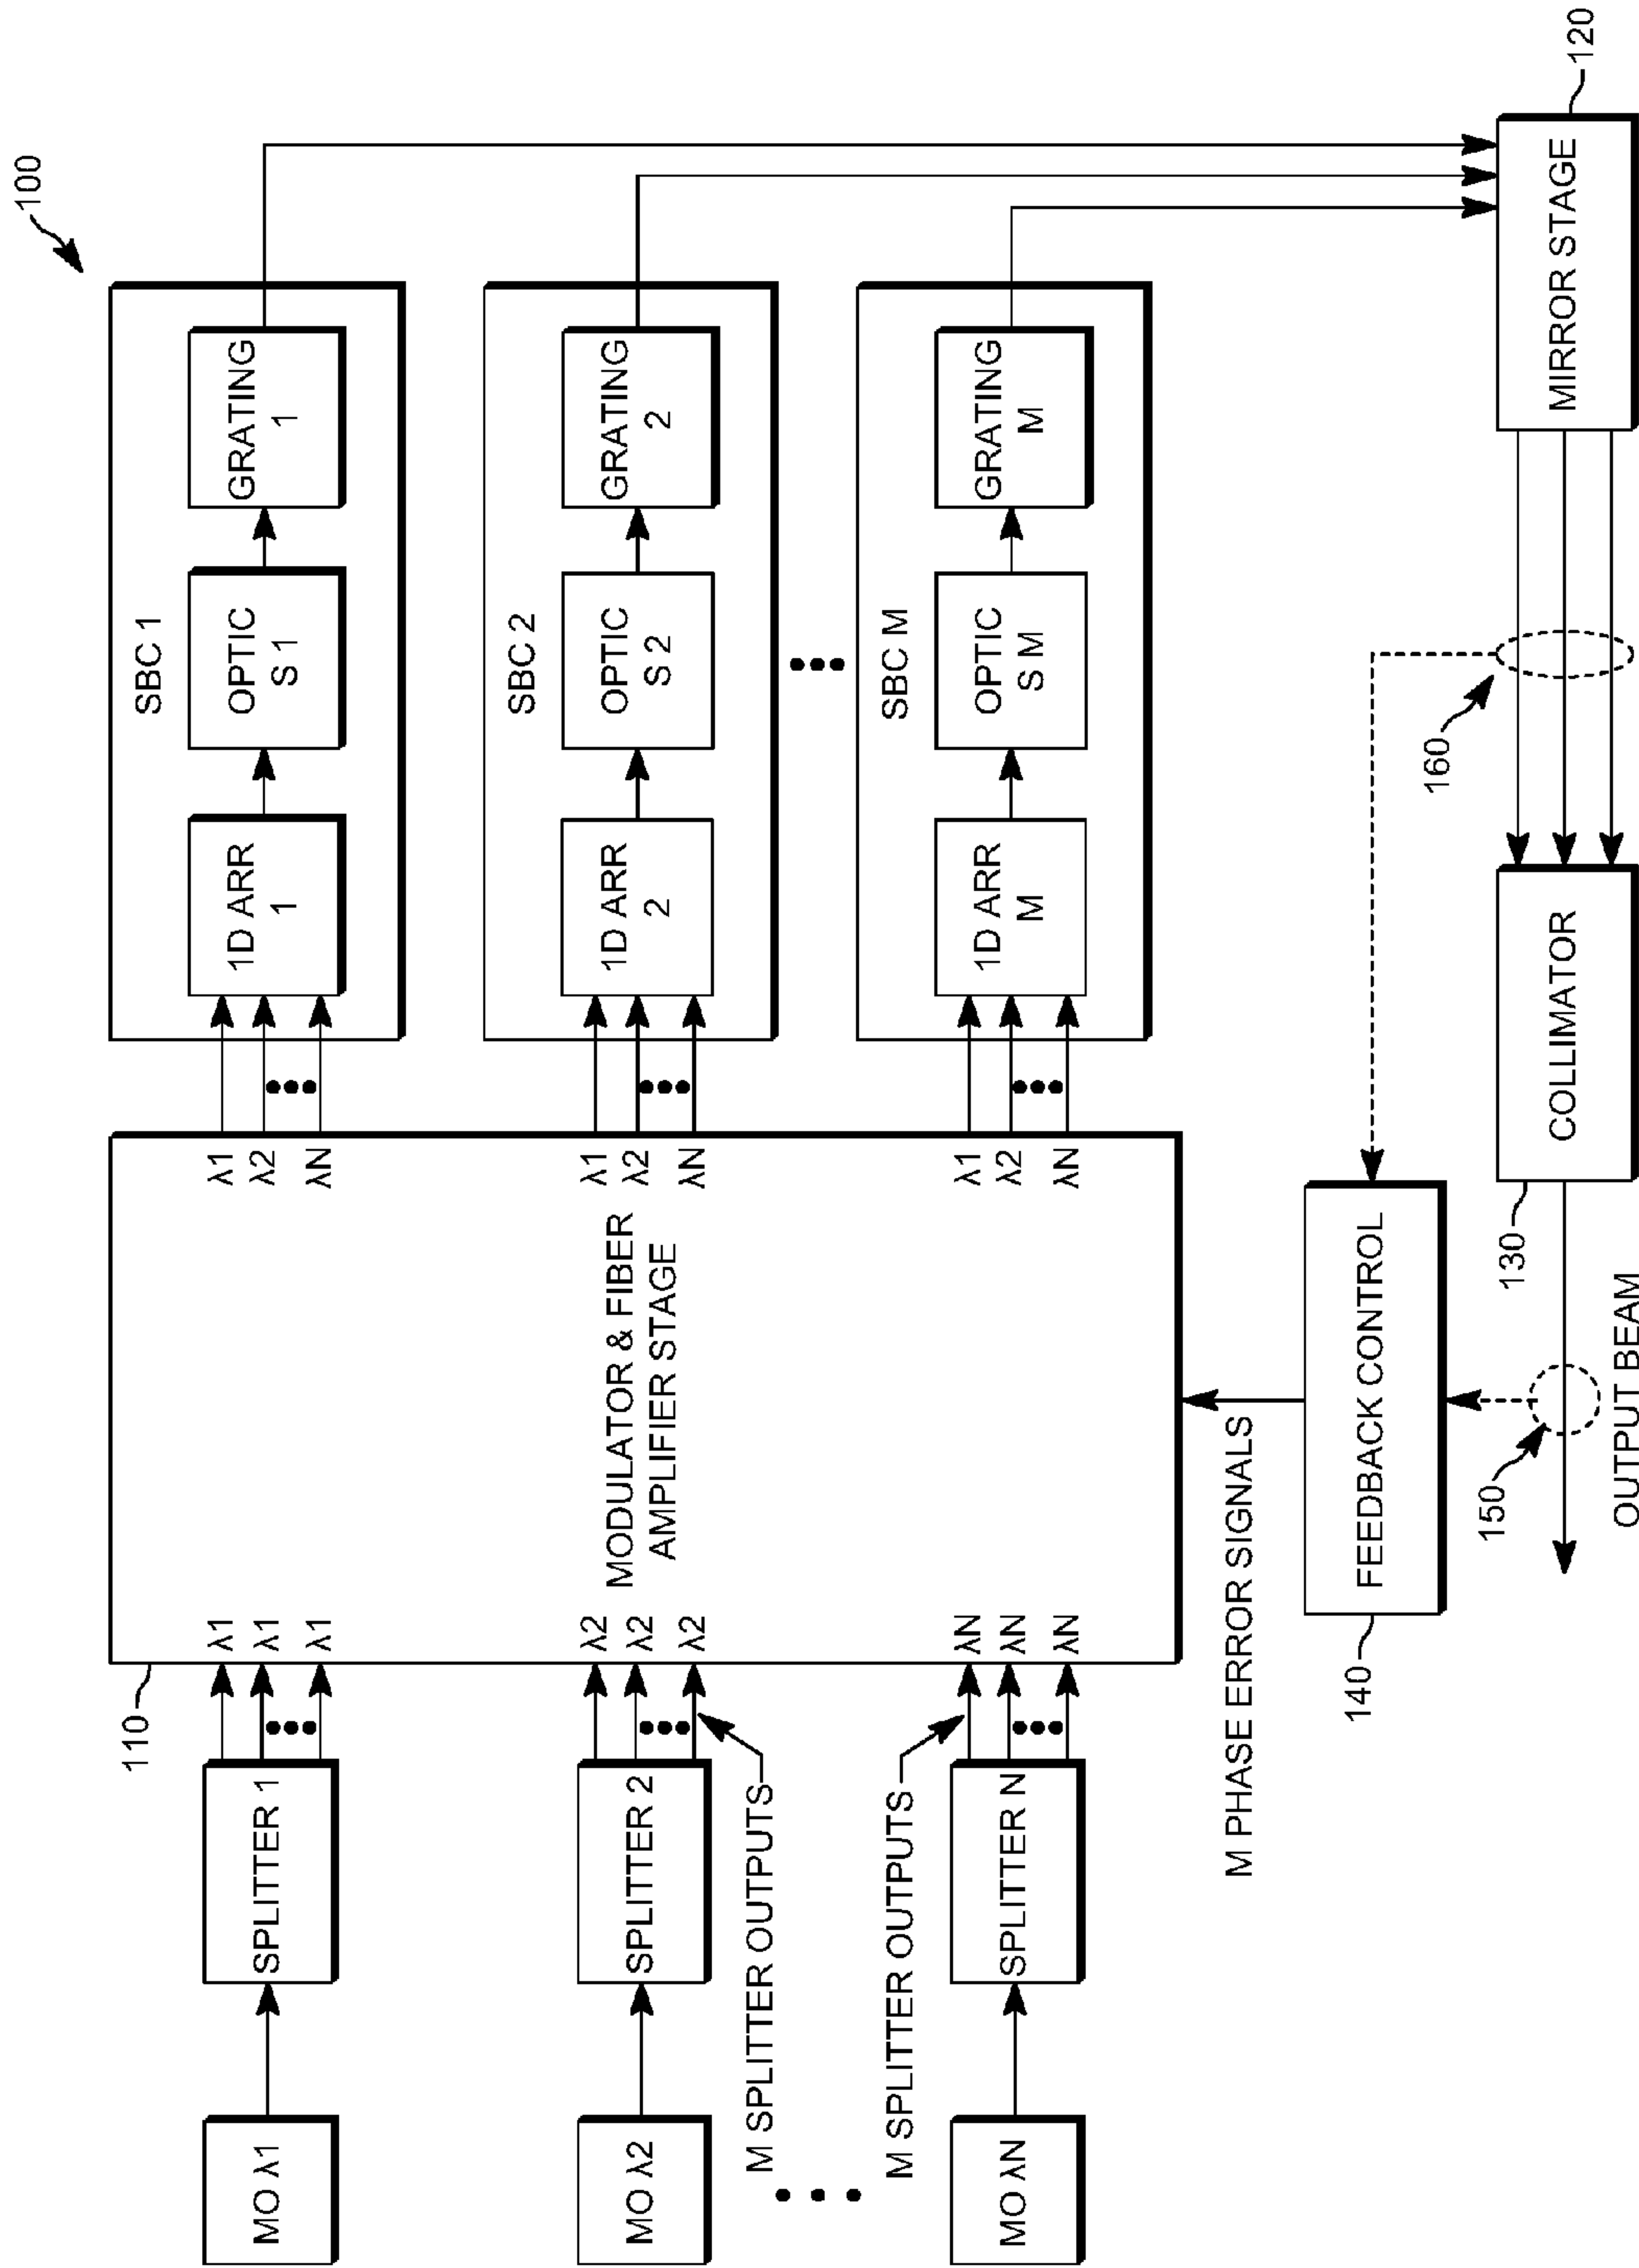 100
MO λ1
SPLITTER 1
110
λ1
λ1
λ1
MODULATOR & FIBER
AMPLIFIER STAGE
λ1
λ2
λN
SBC 1
1D ARR
1
OPTIC
S 1
GRATING
1
MO λ2
SPLITTER 2
λ2
λ2
λ2
λ1
λ2
λN
SBC 2
1D ARR
2
OPTIC
S 2
GRATING
2
M SPLITTER OUTPUTS
M SPLITTER OUTPUTS
MO λN
SPLITTER N
λN
λN
λN
λ1
λ2
λN
SBC M
1D ARR
M
OPTIC
S M
GRATING
M
M PHASE ERROR SIGNALS
140
FEEDBACK CONTROL
160
150
OUTPUT BEAM
130
COLLIMATOR
MIRROR STAGE
120